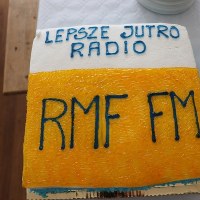 LEPSZE JUTRO
RADIO
RMF FM